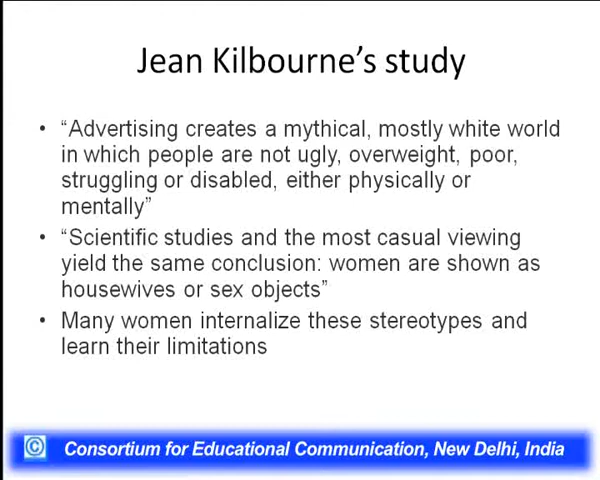 Jean Kilbourne's study
• "Advertising creates a mythical, mostly white world
in which people are not ugly, overweight, poor,
struggling or disabled, either physically or
mentally"
• "Scientific studies and the most casual viewing
yield the same conclusion: women are shown as
housewives or sex objects"
• Many women internalize these stereotypes and
learn their limitations
© Consortium for Educational Communication, New Delhi, India